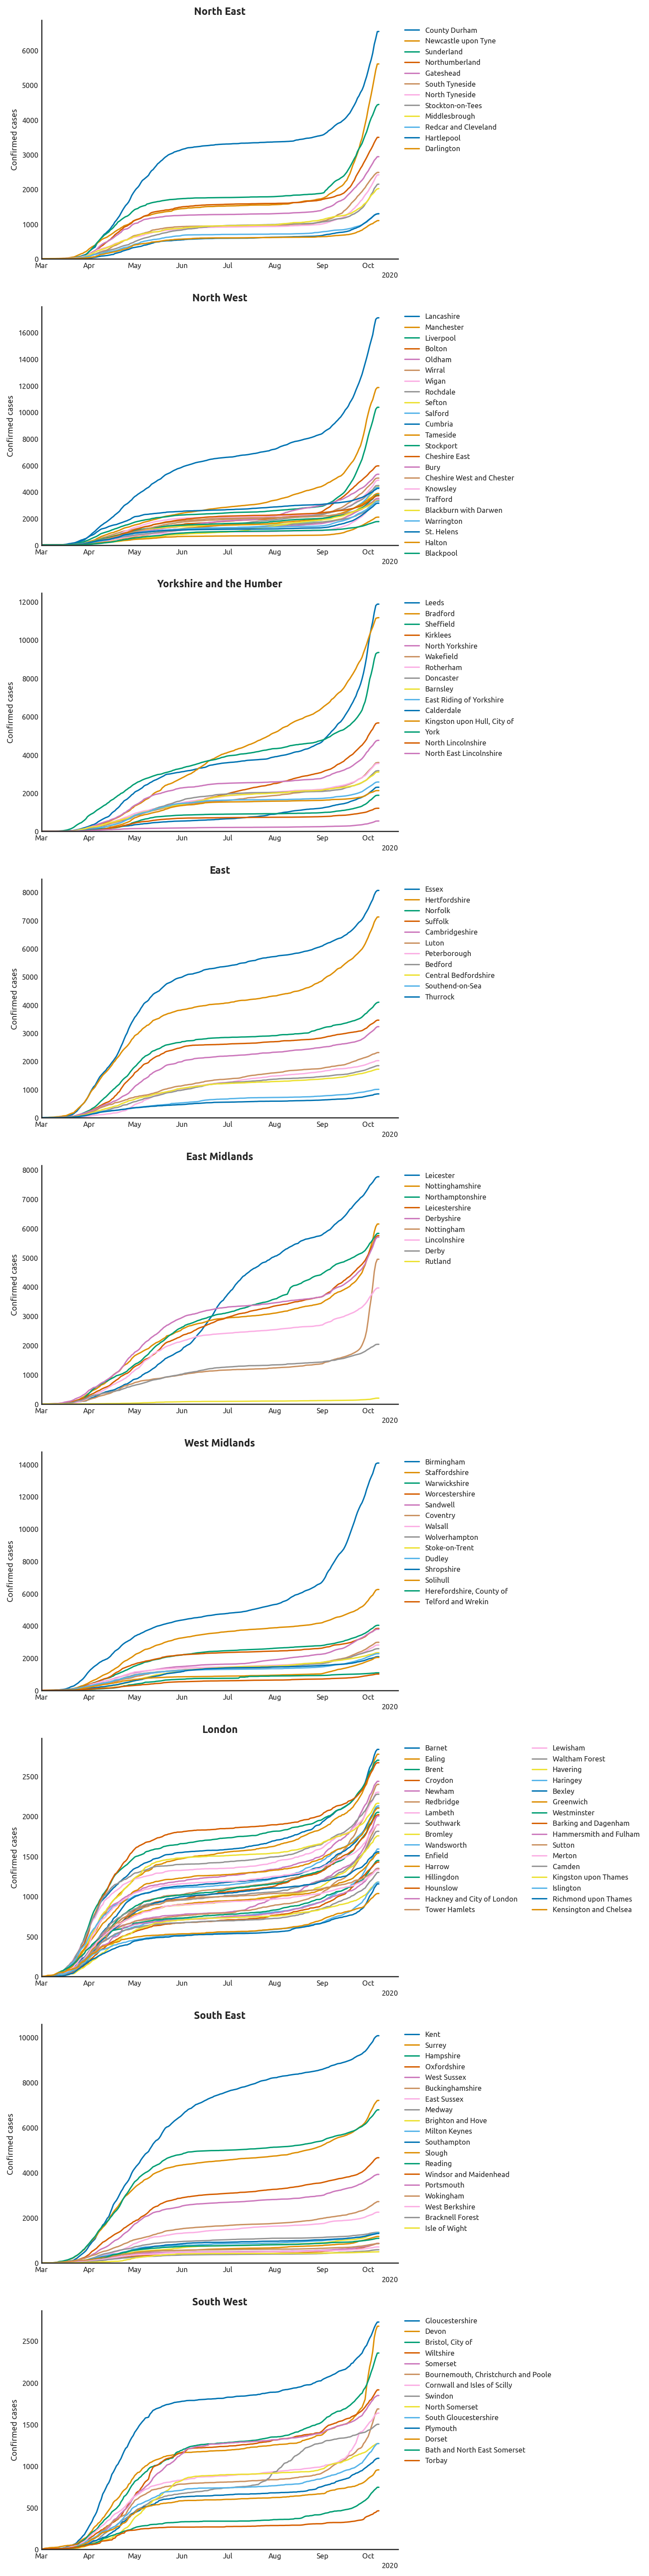 North East
Confirmed cases
6000
5000
4000
3000
2000
1000
0
Mar Apr May Jun Jul Aug Sep Oct
2020
County Durham
Newcastle upon Tyne
Sunderland
Northumberland
Gateshead
South Tyneside
North Tyneside
Stockton-on-Tees
Middlesbrough
Redcar and Cleveland
Hartlepool
Darlington
North West
Confirmed cases
16000
14000
12000
10000
8000
6000
4000
2000
0
Mar Apr May Jun Jul Aug Sep Oct
2020
Lancashire
Manchester
Liverpool
Bolton
Oldham
Wirral
Wigan
Rochdale
Sefton
Salford
Cumbria
Tameside
Stockport
Cheshire East
Bury
Cheshire West and Chester
Knowsley
Trafford
Blackburn with Darwen
Warrington
St. Helens
Halton
Blackpool
Yorkshire and the Humber
Confirmed cases
12000
10000
8000
6000
4000
2000
0
Mar Apr May Jun Jul Aug Sep Oct
2020
Leeds
Bradford
Sheffield
Kirklees
North Yorkshire
Wakefield
Rotherham
Doncaster
Barnsley
East Riding of Yorkshire
Calderdale
Kingston upon Hull, City of
York
North Lincolnshire
North East Lincolnshire
East
Confirmed cases
8000
7000
6000
5000
4000
3000
2000
1000
0
Mar Apr May Jun Jul Aug Sep Oct
2020
Essex
Hertfordshire
Norfolk
Suffolk
Cambridgeshire
Luton
Peterborough
Bedford
Central Bedfordshire
Southend-on-Sea
Thurrock
East Midlands
Confirmed cases
8000
7000
6000
5000
4000
3000
2000
1000
0
Mar Apr May Jun Jul Aug Sep Oct
2020
Leicester
Nottinghamshire
Northamptonshire
Leicestershire
Derbyshire
Nottingham
Lincolnshire
Derby
Rutland
West Midlands
Confirmed cases
14000
12000
10000
8000
6000
4000
2000
0
Mar Apr May Jun Jul Aug Sep Oct
2020
Birmingham
Staffordshire
Warwickshire
Worcestershire
Sandwell
Coventry
Walsall
Wolverhampton
Stoke-on-Trent
Dudley
Shropshire
Solihull
Herefordshire, County of
Telford and Wrekin
London
Confirmed cases
2500
2000
1500
1000
500
0
Mar Apr May Jun Jul Aug Sep Oct
2020
Barnet
Ealing
Brent
Croydon
Newham
Redbridge
Lambeth
Southwark
Bromley
Wandsworth
Enfield
Harrow
Hillingdon
Hounslow
Hackney and City of London
Tower Hamlets
Lewisham
Waltham Forest
Havering
Haringey
Bexley
Greenwich
Westminster
Barking and Dagenham
Hammersmith and Fulham
Sutton
Merton
Camden
Kingston upon Thames
Islington
Richmond upon Thames
Kensington and Chelsea
South East
Confirmed cases
10000
8000
6000
4000
2000
0
Mar Apr May Jun Jul Aug Sep Oct
2020
Kent
Surrey
Hampshire
Oxfordshire
West Sussex
Buckinghamshire
East Sussex
Medway
Brighton and Hove
Milton Keynes
Southampton
Slough
Reading
Windsor and Maidenhead
Portsmouth
Wokingham
West Berkshire
Bracknell Forest
Isle of Wight
South West
Confirmed cases
2500
2000
1500
1000
500
0
Mar Apr May Jun Jul Aug Sep Oct
2020
Gloucestershire
Devon
Bristol, City of
Wiltshire
Somerset
Bournemouth, Christchurch and Poole
Cornwall and Isles of Scilly
Swindon
North Somerset
South Gloucestershire
Plymouth
Dorset
Bath and North East Somerset
Torbay